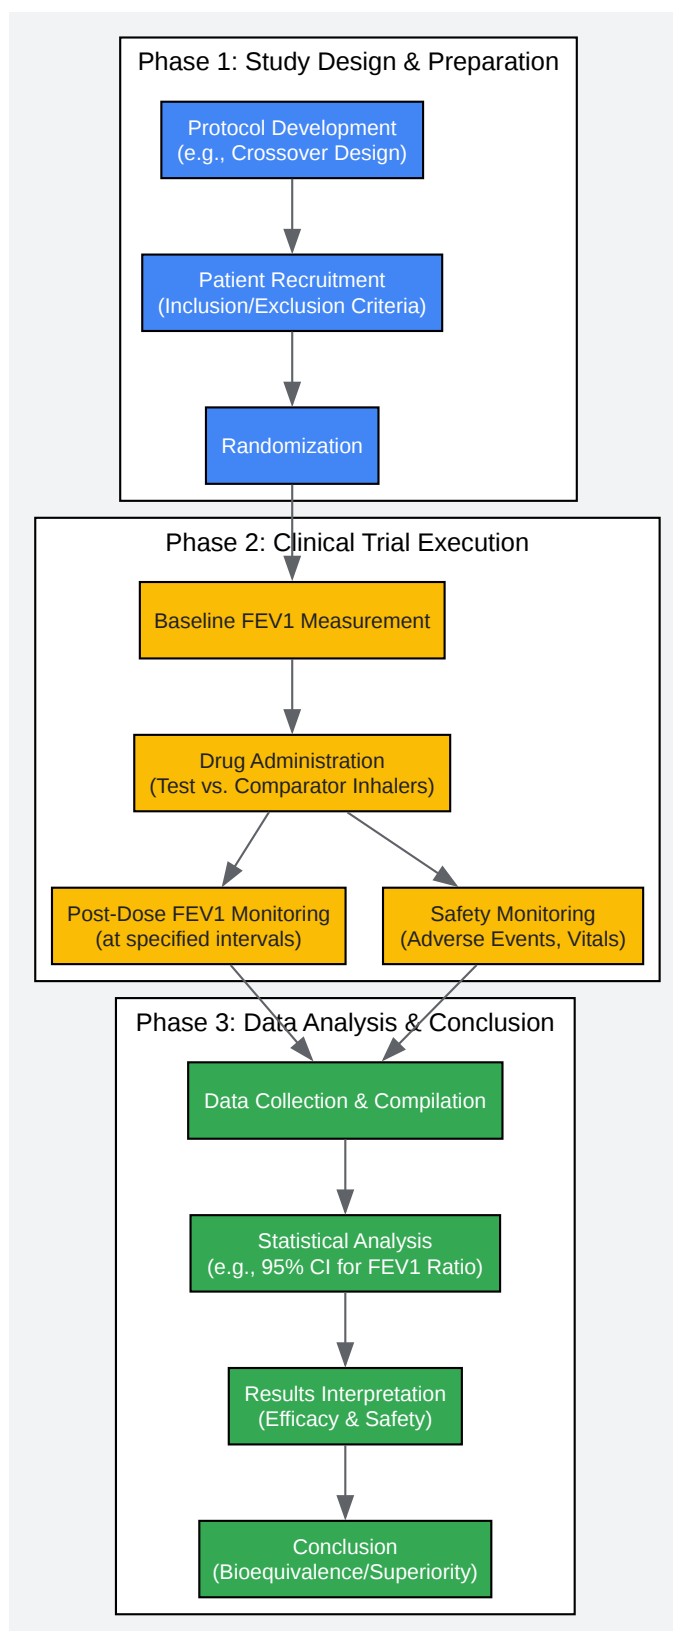 Phase 1: Study Design & Preparation
Protocol Development
(e.g., Crossover Design)
Patient Recruitment
(Inclusion/Exclusion Criteria)
Randomization
Phase 2: Clinical Trial Execution
Baseline FEV1 Measurement
Drug Administration
(Test vs. Comparator Inhalers)
Post-Dose FEV1 Monitoring
(at specified intervals)
Safety Monitoring
(Adverse Events, Vitals)
Phase 3: Data Analysis & Conclusion
Data Collection & Compilation
Statistical Analysis
(e.g., 95% CI for FEV1 Ratio)
Results Interpretation
(Efficacy & Safety)
Conclusion
(Bioequivalence/Superiority)